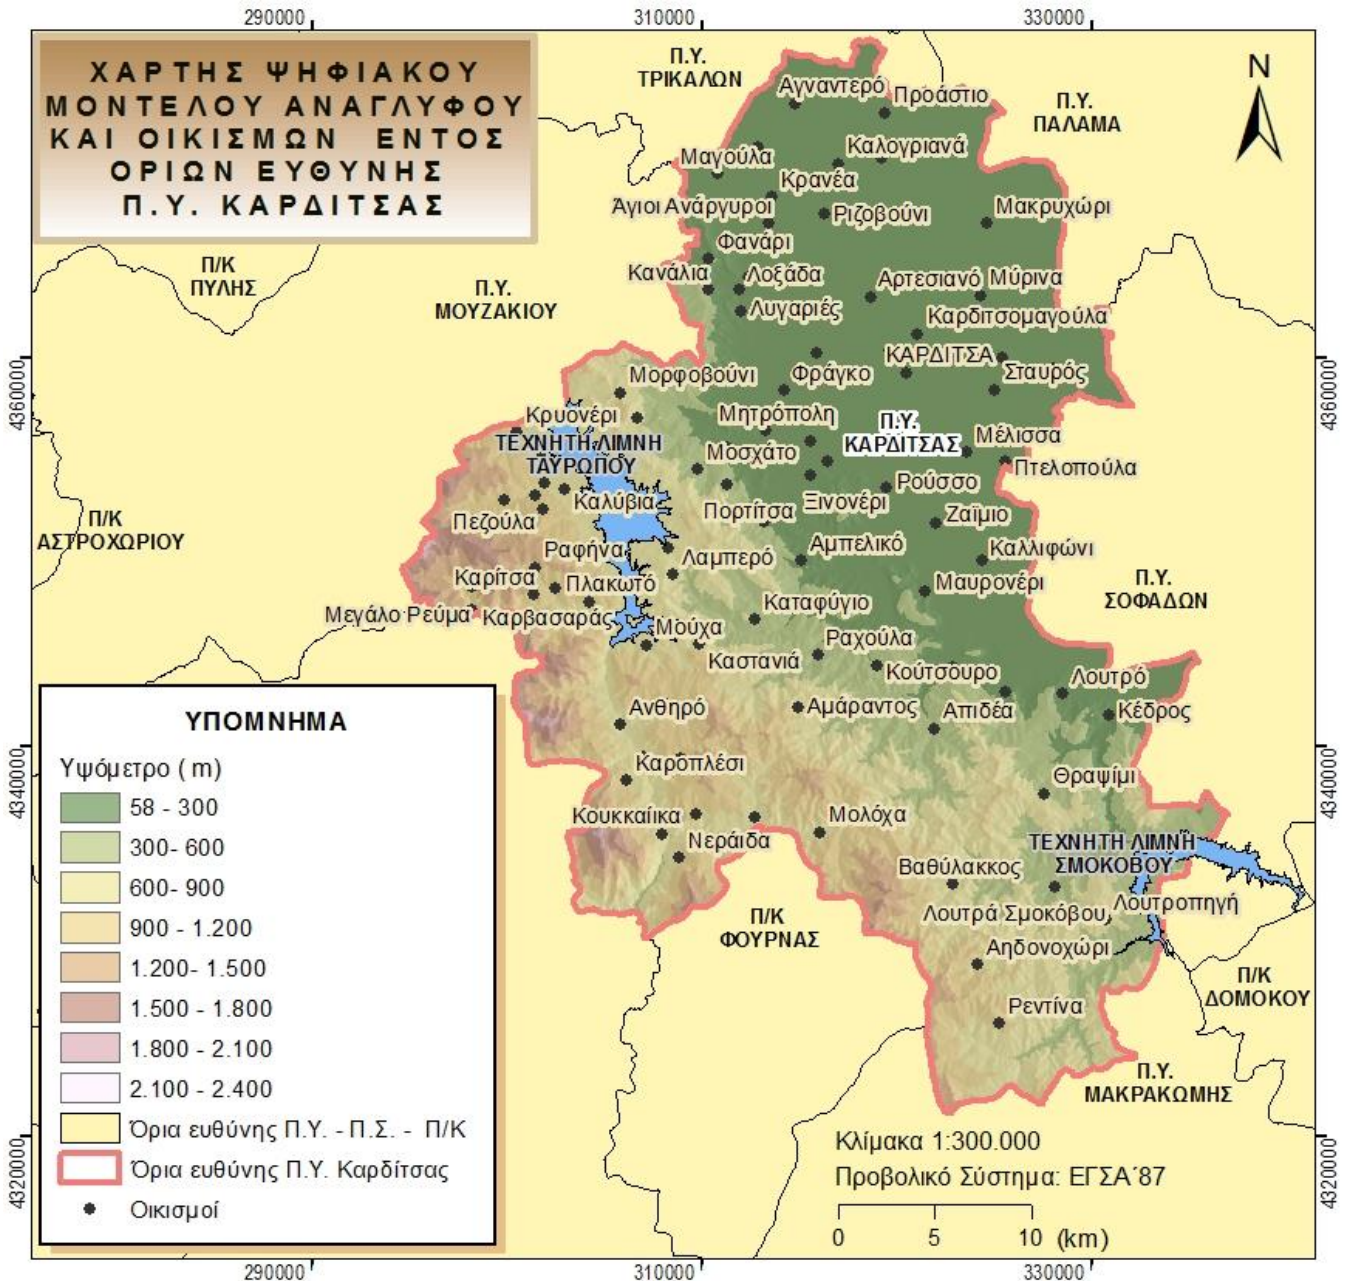 290000
310000
330000
ΧΑΡΤΗΣ ΨΗΦΙΑΚΟΥ
ΜΟΝΤΕΛΟΥ ΑΝΑΓΛΥΦΟΥ
ΚΑΙ ΟΙΚΙΣΜΩΝ ΕΝΤΟΣ
ΟΡΙΩΝ ΕΥΘΥΝΗΣ
Π.Υ. ΚΑΡΔΙΤΣΑΣ
Π.Υ.
ΤΡΙΚΑΛΩΝ
N
Π.Υ.
ΠΑΛΑΜΑ
Αγναντερό
Προάστιο
Καλογριανά
Μαγούλα
Κρανέα
Άγιοι Ανάργυροι
Ριζοβούνι
Μακρυχώρι
Φανάρι
Π/Κ
ΠΥΛΗΣ
Κανάλια
Λοξάδα
Αρτεσιανό
Μύρινα
Π.Υ.
ΜΟΥΖΑΚΙΟΥ
Λυγαριές
Καρδιτσομαγούλα
4360000
ΚΑΡΔΙΤΣΑ
4360000
Μορφοβούνι
Φράγκο
Σταυρός
Κρυονέρι
Μητρόπολη
Π.Υ.
ΚΑΡΔΙΤΣΑΣ
Μέλισσα
ΤΕΧΝΗΤΗ ΛΙΜΝΗ
ΤΑΥΡΩΠΟΥ
Μοσχάτο
Πτελοπούλα
Ρούσσο
Καλύβια
Πορτίτσα
Ξινονέρι
Π/Κ
ΑΣΤΡΟΧΩΡΙΟΥ
Πεζούλα
Ζαΐμιο
Ραφήνα
Λαμπερό
Αμπελικό
Καλλιφώνι
Καρίτσα
Πλακωτό
Μαυρονέρι
Π.Υ.
ΣΟΦΑΔΩΝ
Μεγάλο Ρεύμα
Καρβασαράς
Καταφύγιο
Μούχα
Ραχούλα
Καστανιά
Κούτσουρο
Λουτρό
Ανθηρό
Αμάραντος
Απιδέα
Κέδρος
4340000
4340000
Καροπλέσι
Θραψίμι
Κουκκαίικα
Μολόχα
Νεράιδα
ΤΕΧΝΗΤΗ ΛΙΜΝΗ
ΣΜΟΚΟΒΟΥ
Βαθύλακκος
Λουτρά Σμοκόβου
Λουτροπηγή
Π/Κ
ΦΟΥΡΝΑΣ
Αηδονοχώρι
Π/Κ
ΔΟΜΟΚΟΥ
Ρεντίνα
Π.Υ.
ΜΑΚΡΑΚΩΜΗΣ
ΥΠΟΜΝΗΜΑ
Υψόμετρο ( m)
58 - 300
300- 600
600- 900
900 - 1.200
1.200- 1.500
1.500 - 1.800
1.800 - 2.100
2.100 - 2.400
Όρια ευθύνης Π.Υ. - Π.Σ. - Π/Κ
Όρια ευθύνης Π.Υ. Καρδίτσας
Οικισμοί
4320000
4320000
Κλίμακα 1:300.000
Προβολικό Σύστημα: ΕΓΣΑ΄87
0 5 10 (km)
290000
310000
330000